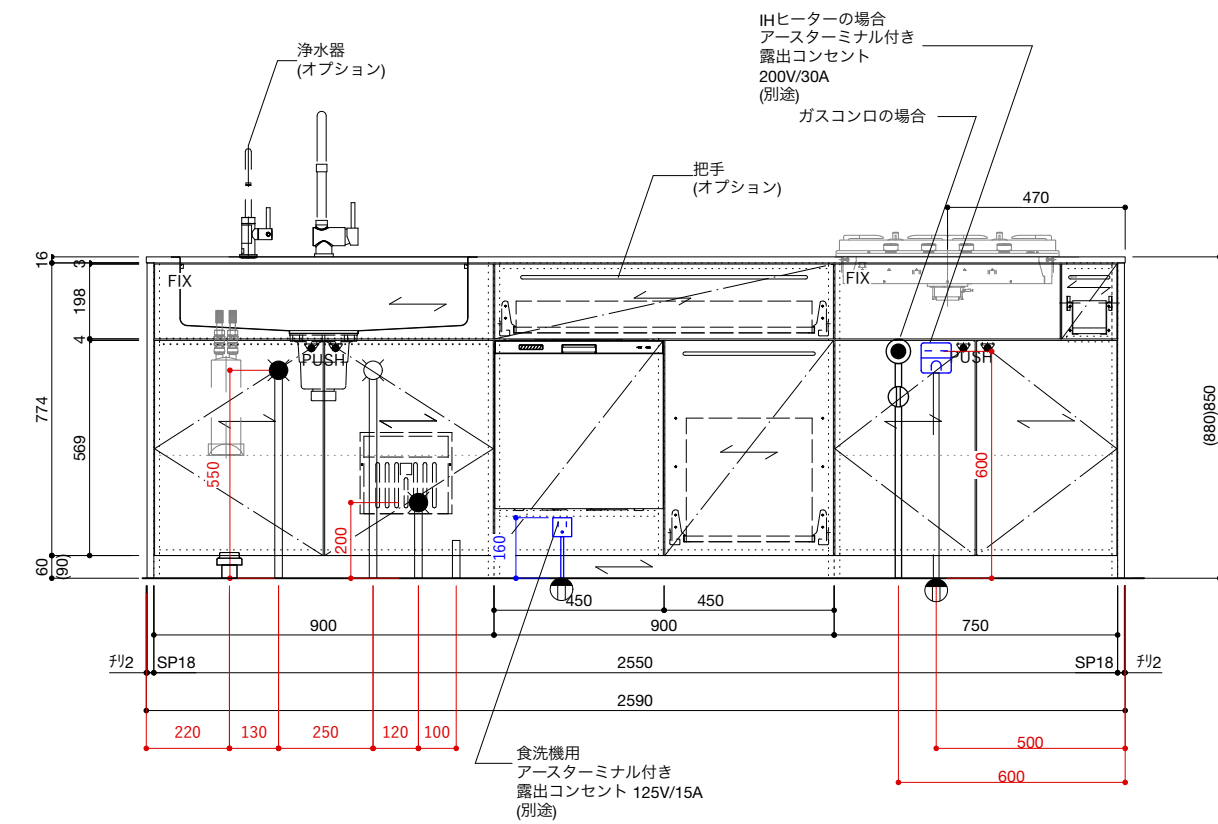 IHヒーターの場合
アースターミナル付き
露出コンセント
200V/30A
(別途)
浄水器
(オプション)
ガスコンロの場合
把手
(オプション)
470
16
3
FIX
FIX
198
4
PUSH
PUSH
774
569
(880)850
550
600
200
160
60
(90)
450
450
900
900
750
チリ2
SP18
2550
SP18
チリ2
2590
220
130
250
120
100
500
600
食洗機用
アースターミナル付き
露出コンセント 125V/15A
(別途)